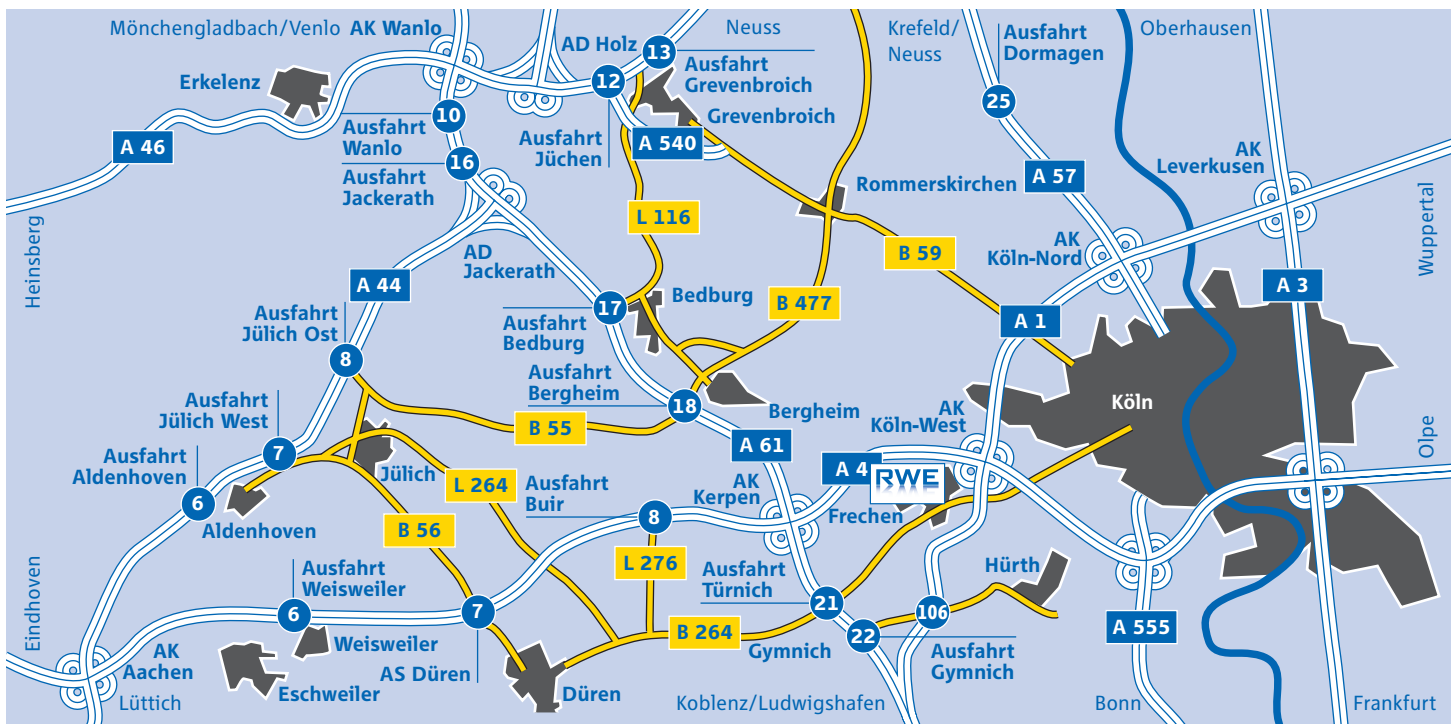 Mönchengladbach/Venlo
AK Wanlo
AD Holz
13
Neuss
Krefeld/
Neuss
Ausfahrt
Dormagen
Oberhausen
Erkelenz
12
Ausfahrt
Grevenbroich
Grevenbroich
10
Ausfahrt
Wanlo
25
A 46
16
Ausfahrt
Jackerath
Ausfahrt
Jüchen
A 540
AK
Leverkusen
Rommerskirchen
A 57
L 116
Heinsberg
AD
Jackerath
B 59
AK
Köln-Nord
Wuppertal
A 44
Bedburg
B 477
A 3
Ausfahrt
Jülich Ost
17
Ausfahrt
Bedburg
A 1
8
Ausfahrt
Bergheim
18
Bergheim
Ausfahrt
Jülich West
AK
Köln-West
Köln
B 55
A 61
7
Ausfahrt
Aldenhoven
Jülich
L 264
Ausfahrt
Buir
AK
Kerpen
A 4
RWE
Olpe
6
Aldenhoven
8
Frechen
B 56
L 276
Ausfahrt
Türnich
Hürth
Eindhoven
Ausfahrt
Weisweiler
6
7
21
106
Weisweiler
B 264
22
A 555
AK
Aachen
AS Düren
Gymnich
Ausfahrt
Gymnich
Eschweiler
Düren
Lüttich
Koblenz/Ludwigshafen
Bonn
Frankfurt